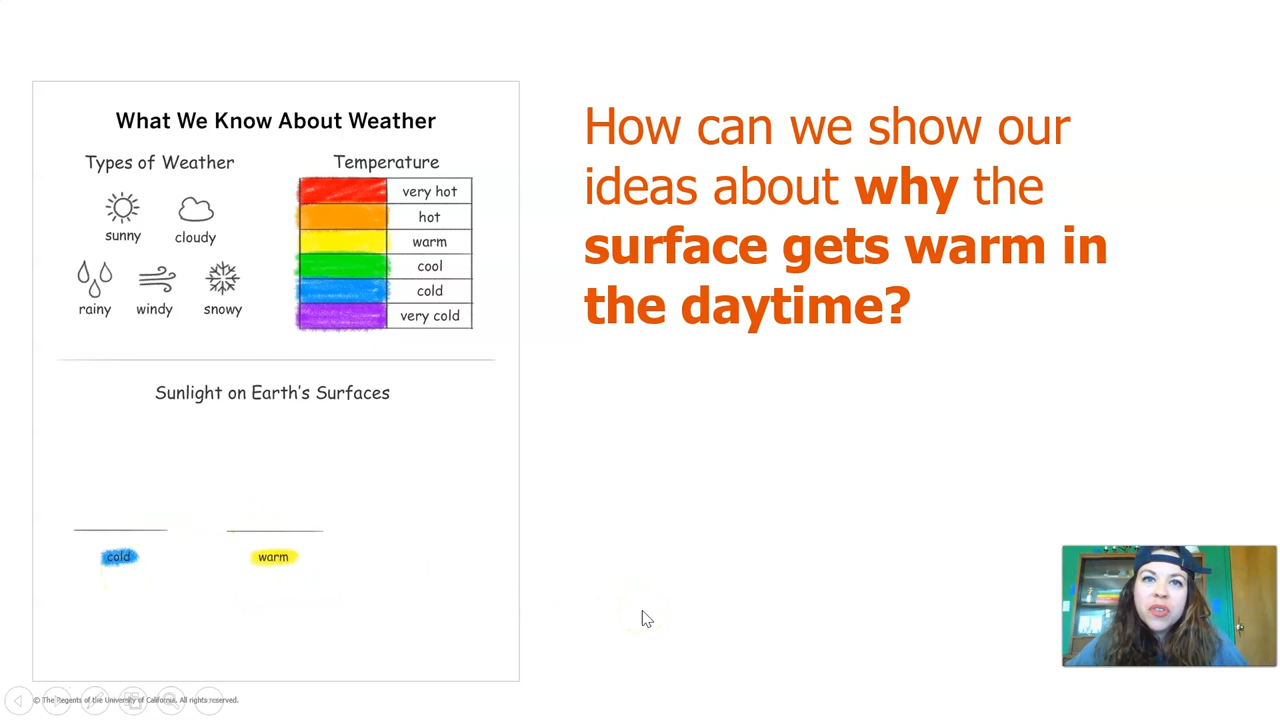 What We Know About Weather
Types of Weather
sunny
cloudy
rainy
windy
snowy
Temperature
very hot
hot
warm
cool
cold
very cold
Sunlight on Earth's Surfaces
cold
warm
How can we show our
ideas about why the
surface gets warm in
the daytime?
© The Regents of the University of California. All rights reserved.